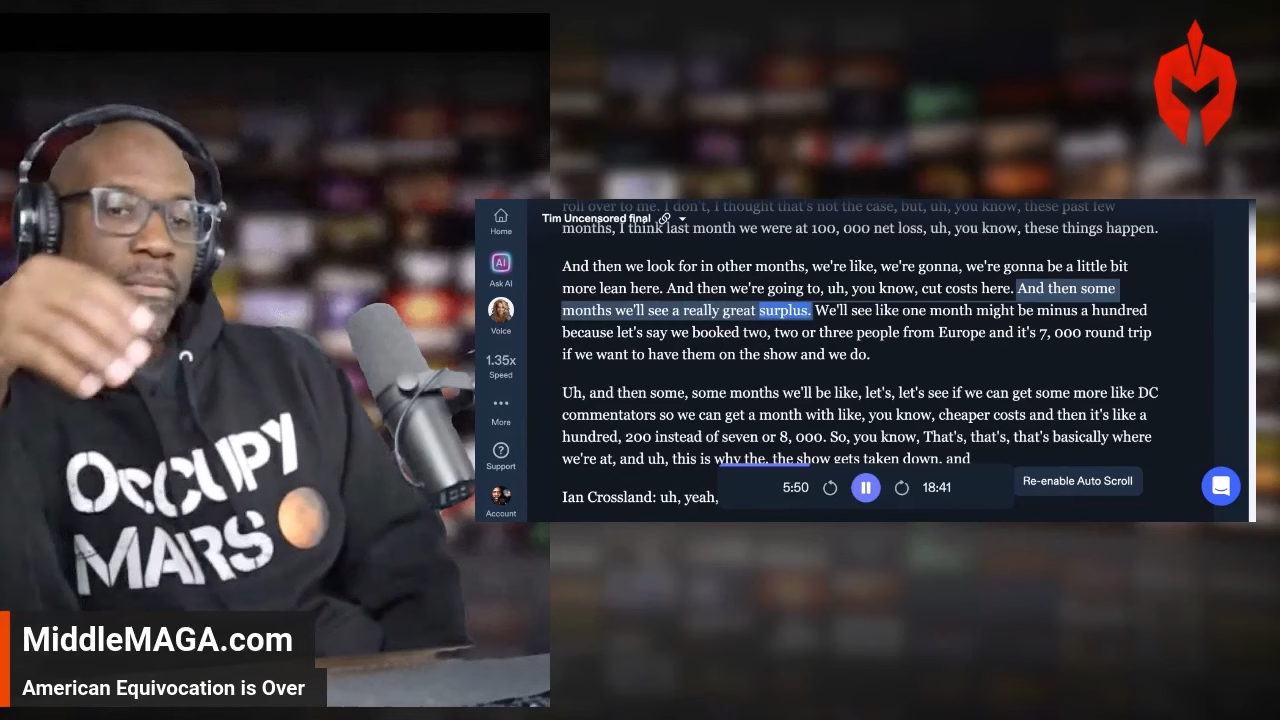 OCCUPY
MARS
MiddleMAGA.com
American Equivocation is Over
Home
Ask AI
Voice
1.35x
Speed
More
Support
Account
Tim Uncensored final
roll over to me. I don't, I thought that's not the case, but, uh, you know, these past few
months, I think last month we were at 100, 000 net loss, uh, you know, these things happen.
And then we look for in other months, we're like, we're gonna, we're gonna be a little bit
more lean here. And then we're going to, uh, you know, cut costs here. And then some
months we'll see a really great surplus. We'll see like one month might be minus a hundred
because let's say we booked two, two or three people from Europe and it's 7, 000 round trip
if we want to have them on the show and we do.
Uh, and then some, some months we'll be like, let's, let's see if we can get some more like DC
commentators so we can get a month with like, you know, cheaper costs and then it's like a
hundred, 200 instead of seven or 8, 000. So, you know, That's, that's, that's basically where
we're at, and uh, this is why the, the show gets taken down, and
Ian Crossland: uh, yeah,
5:50
18:41
Re-enable Auto Scroll
AI